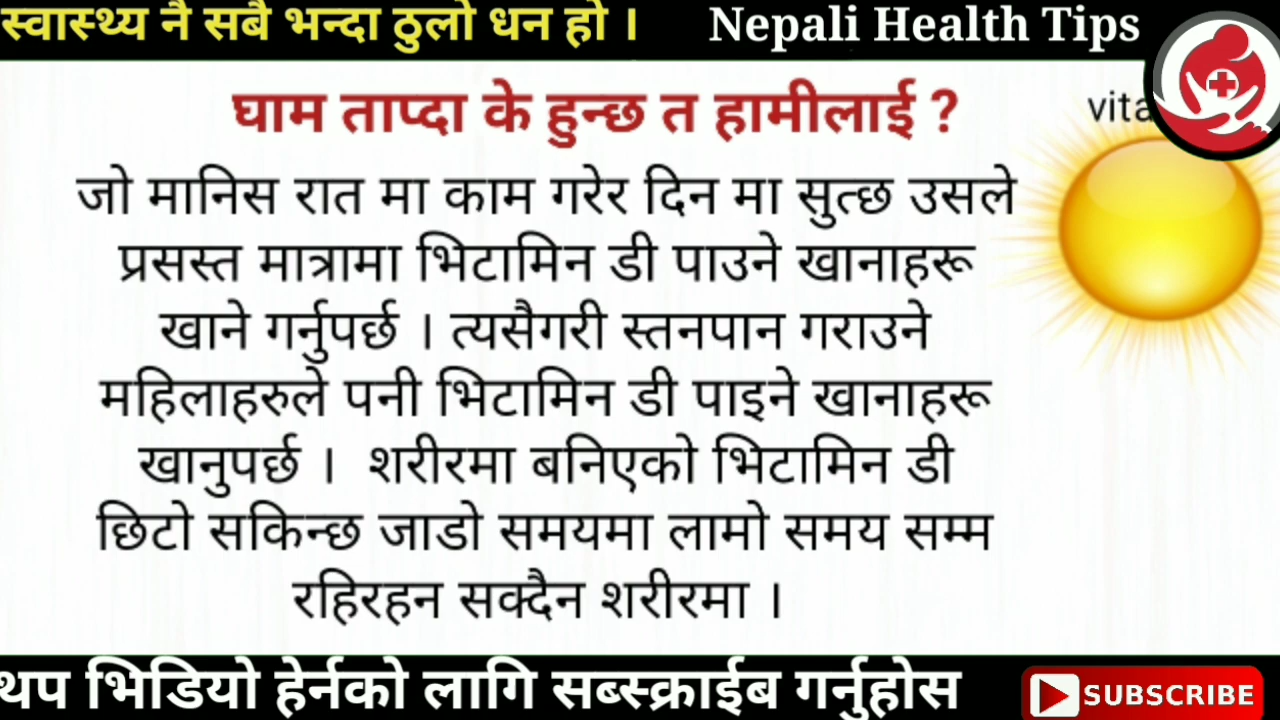 स्वास्थ्य नै सबै भन्दा ठुलो धन हो । Nepali Health Tips
घाम ताप्दा के हुन्छ त हामीलाई ?
जो मानिस रात मा काम गरेर दिन मा सुत्छ उसले
प्रसस्त मात्रामा भिटामिन डी पाउने खानाहरू
खाने गर्नुपर्छ । त्यसैगरी स्तनपान गराउने
महिलाहरुले पनी भिटामिन डी पाइने खानाहरू
खानुपर्छ । शरीरमा बनिएको भिटामिन डी
छिटो सकिन्छ जाडो समयमा लामो समय सम्म
रहिरहन सक्दैन शरीरमा ।
थप भिडियो हेर्नको लागि सब्स्क्राईब गर्नुहोस SUBSCRIBE